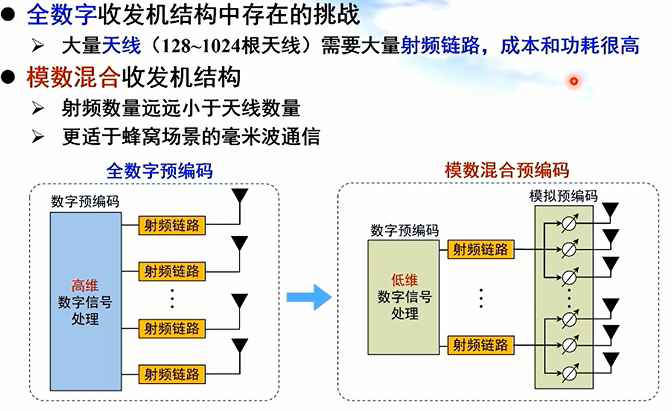 全数字收发机结构中存在的挑战
大量天线（128~1024根天线）需要大量射频链路，成本和功耗很高
模数混合收发机结构
射频数量远远小于天线数量
更适于蜂窝场景的毫米波通信
全数字预编码
数字预编码
高维
数字信号
处理
射频链路
射频链路
射频链路
射频链路
模数混合预编码
模拟预编码
数字预编码
低维
数字信号
处理
射频链路
射频链路